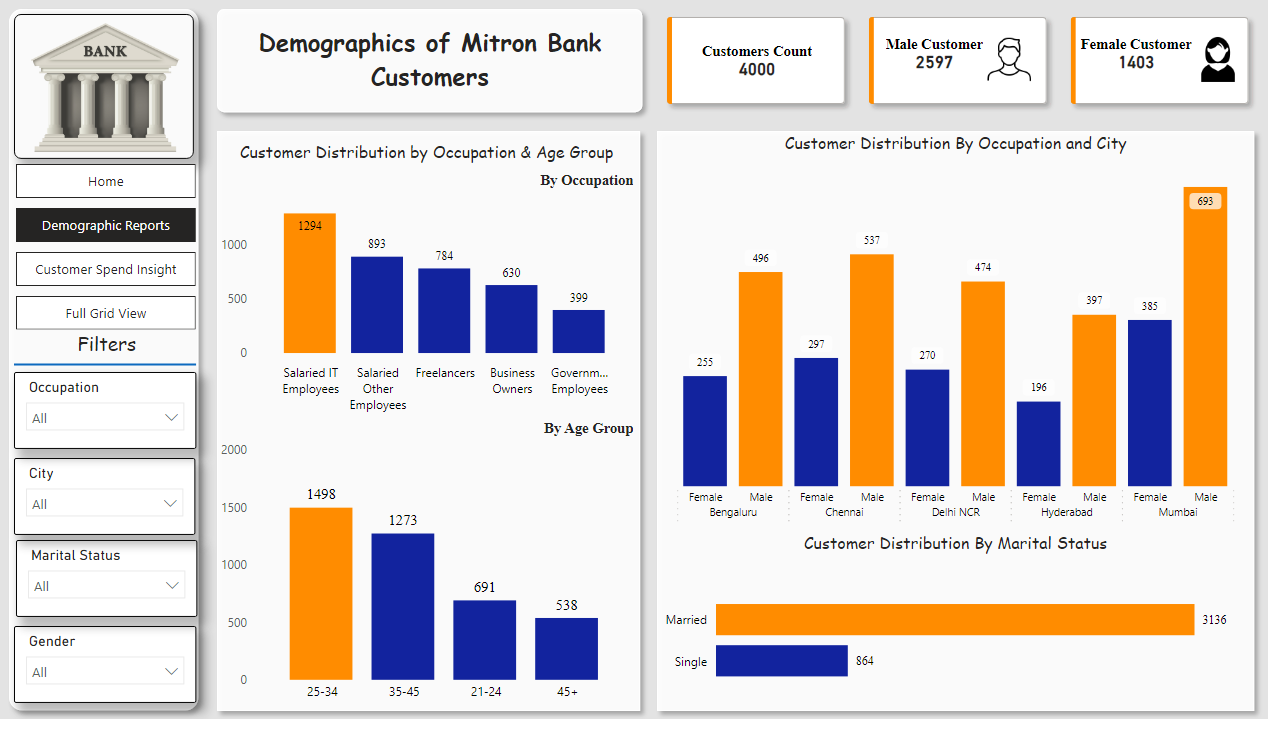 BANK
Home
Demographic Reports
Customer Spend Insight
Full Grid View
Filters
Occupation
All
City
All
Marital Status
All
Gender
All
Demographics of Mitron Bank
Customers
Customers Count
4000
Male Customer
2597
Female Customer
1403
Customer Distribution by Occupation & Age Group
By Occupation
1000
500
0
1294
893
784
630
399
Salaried IT
Employees
Salaried
Other
Employees
Freelancers
Business
Owners
Governm...
Employees
By Age Group
2000
1500
1000
500
0
1498
1273
691
538
25-34
35-45
21-24
45+
Customer Distribution By Occupation and City
255
496
297
537
270
474
196
397
385
693
Female Male Female Male Female Male Female Male Female Male
Bengaluru Chennai Delhi NCR Hyderabad Mumbai
Customer Distribution By Marital Status
Married 3136
Single 864